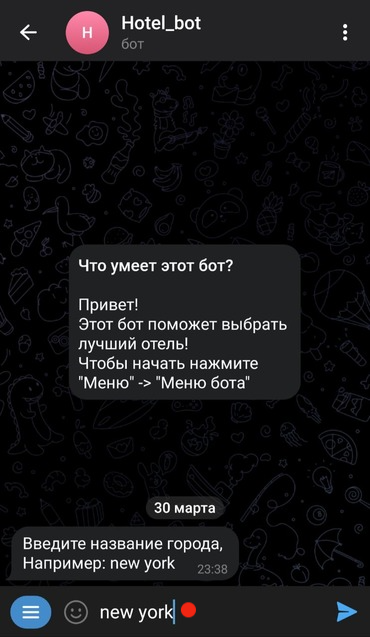 Hotel_bot
Н
бот
Что умеет этот бот?
Привет!
Этот бот поможет выбрать
лучший отель!
Чтобы начать нажмите
"Меню" -> "Меню бота"
30 марта
Введите название города,
Например: new york
23:38
new york